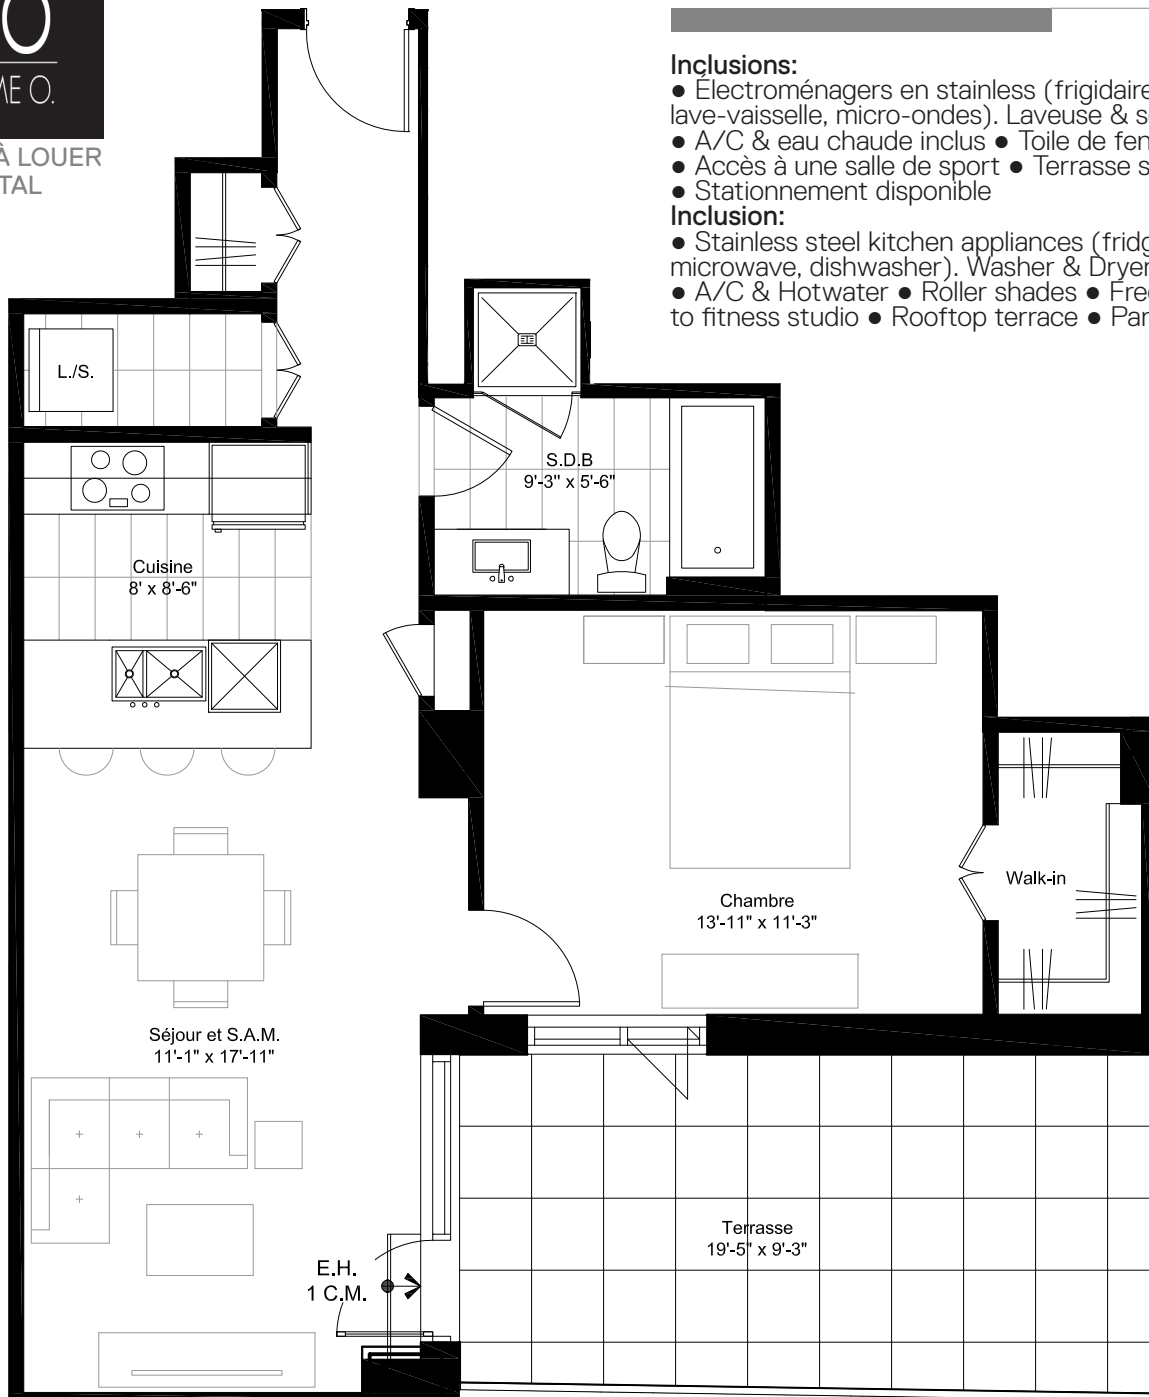 O
ME O.
À LOUER
TAL
Inclusions:
● Électroménagers en stainless (frigidaire
lave-vaisselle, micro-ondes). Laveuse & s
● A/C & eau chaude inclus ● Toile de fen
● Accès à une salle de sport ● Terrasse s
● Stationnement disponible
Inclusion:
● Stainless steel kitchen appliances (fridg
microwave, dishwasher). Washer & Dryer
● A/C & Hotwater ● Roller shades ● Fre
to fitness studio ● Rooftop terrace ● Par
L./S.
S.D.B
9'-3" x 5'-6"
Cuisine
8' x 8'-6"
Walk-in
Chambre
13'-11" x 11'-3"
Séjour et S.A.M.
11'-1" x 17'-11"
Terrasse
19'-5" x 9'-3"
E.H.
1 C.M.